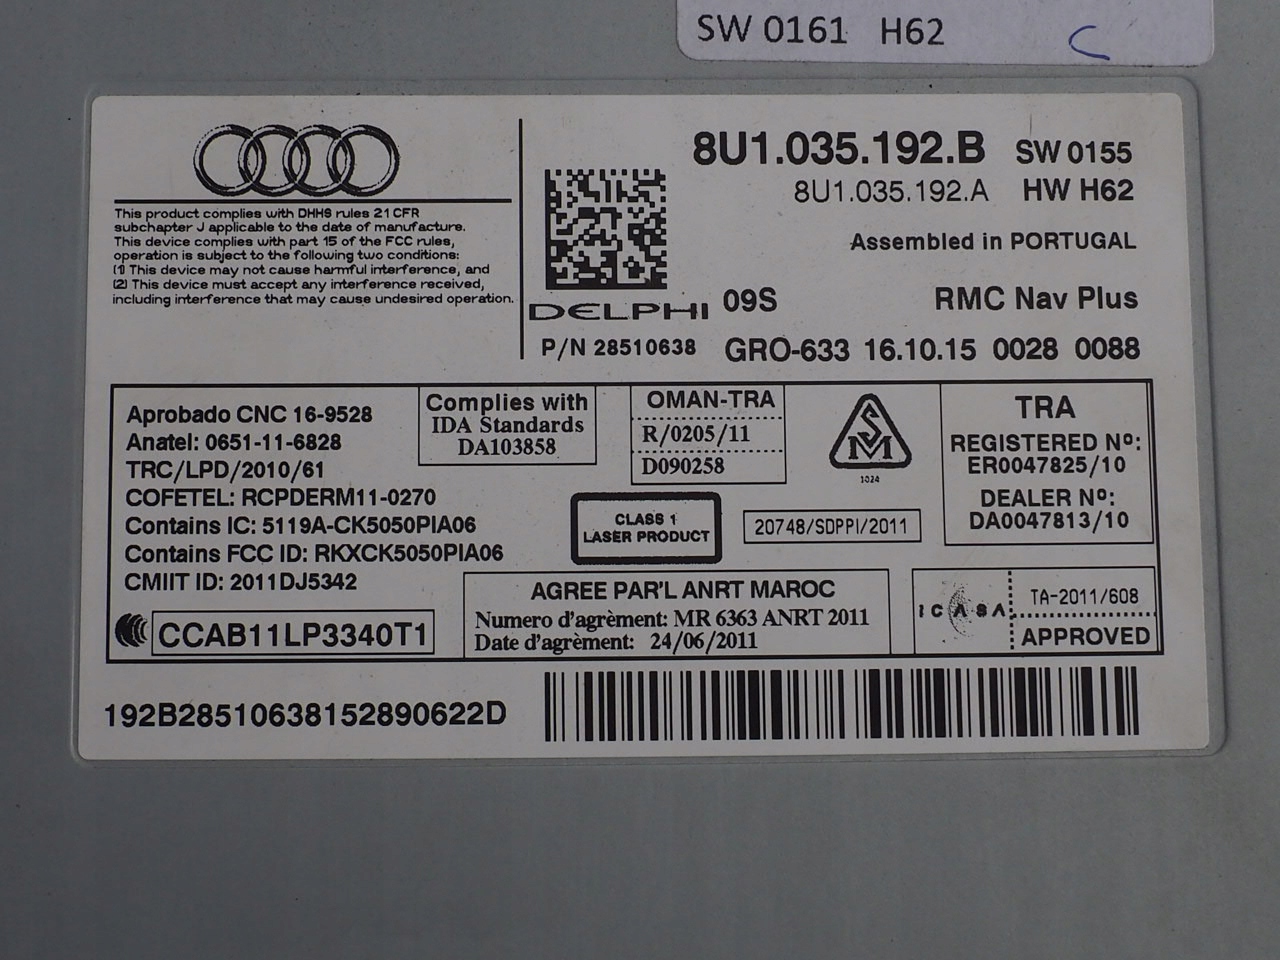 SW 0161 H62
8U1.035.192.B SW 0155
8U1.035.192.A HW H62
Assembled in PORTUGAL
This product complies with DHHS rules 21 CFR
subchapter J applicable to the date of manufacture.
This device complies with part 15 of the FCC rules,
operation is subject to the following two conditions:
(1) This device may not cause harmful interference, and
(2) This device must accept any interference received,
including interference that may cause undesired operation.
DELPHI 09S RMC Nav Plus
P/N 28510638 GRO-633 16.10.15 0028 0088
Aprobado CNC 16-9528
Anatel: 0651-11-6828
TRC/LPD/2010/61
COFETEL: RCPDERM11-0270
Contains IC: 5119A-CK5050PIA06
Contains FCC ID: RKXCK5050PIA06
CMIIT ID: 2011DJ5342
CCAB11LP3340T1
Complies with
IDA Standards
DA103858
OMAN-TRA
R/0205/11
D090258
SVM
1024
TRA
REGISTERED Nº:
ER0047825/10
DEALER Nº:
DA0047813/10
CLASS 1
LASER PRODUCT
20748/SDPPI/2011
AGREE PAR'L ANRT MAROC
Numero d'agrèment: MR 6363 ANRT 2011
Date d'agrèment: 24/06/2011
ICASA
TA-2011/608
APPROVED
192B28510638152890622D